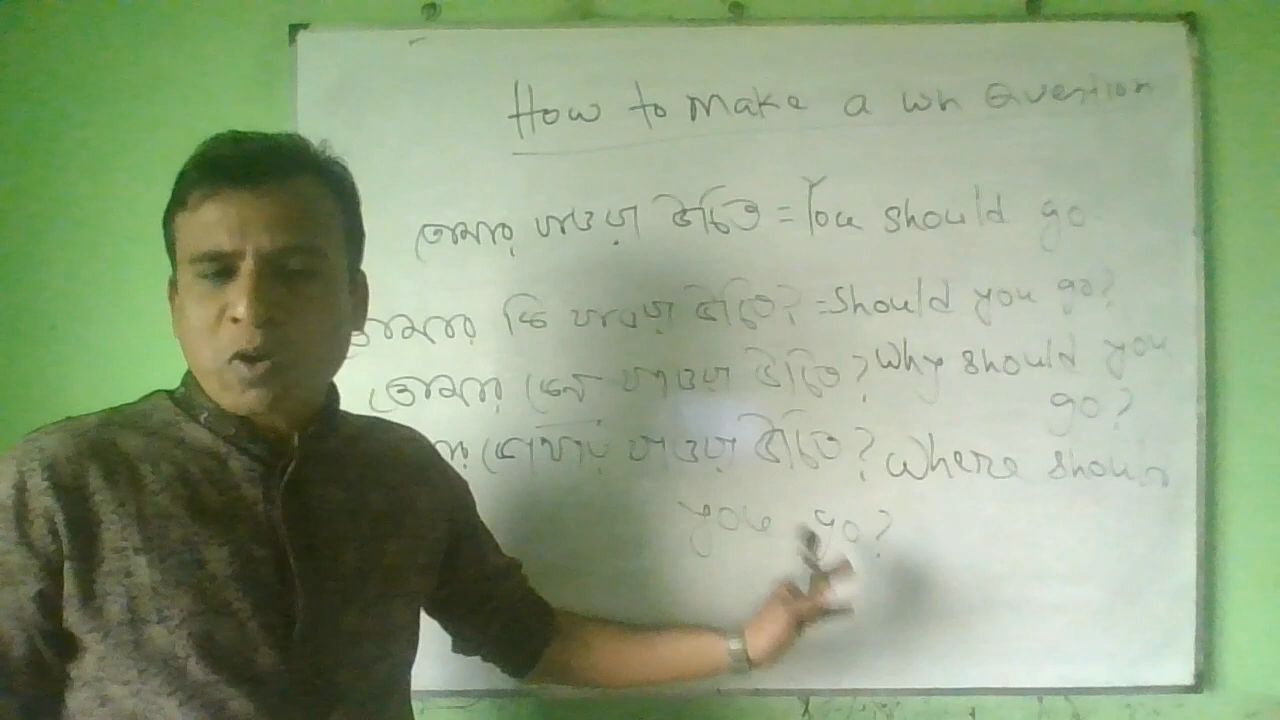 How to make a wh Question
তোমার যাওয়া উচিত = You should go
তোমার কি যাওয়া উচিত? = Should you go?
তোমার কেন যাওয়া উচিত? Why should you
go?
কোথায় যাওয়া উচিত? Where should
you go?